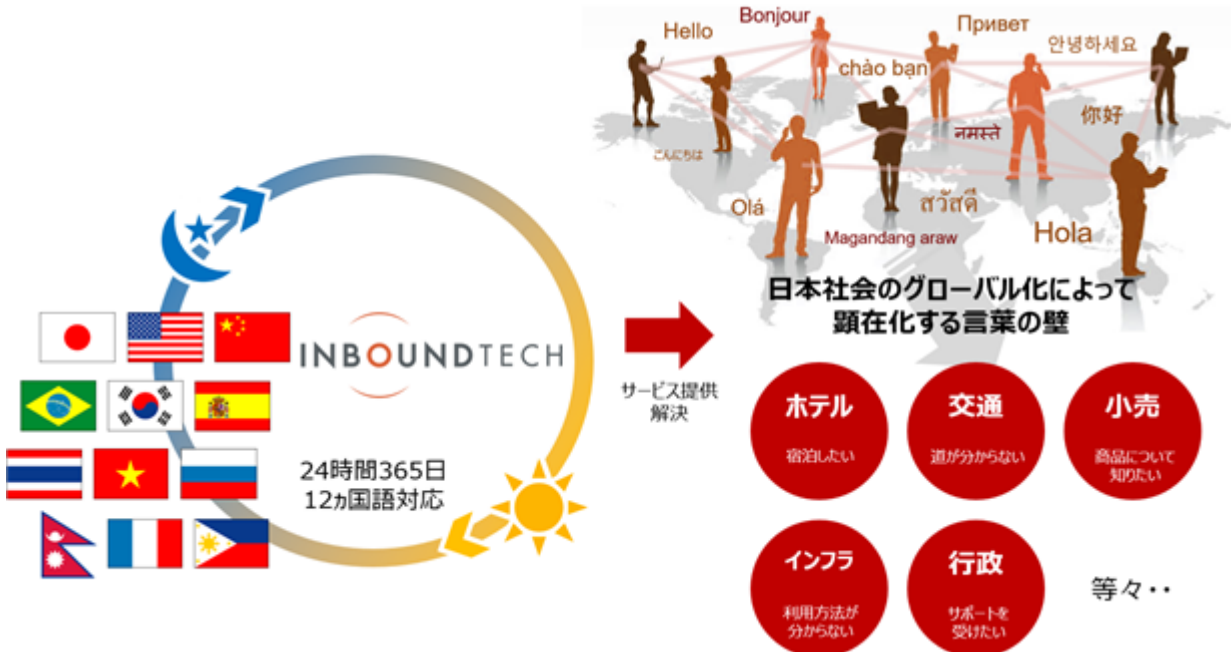 Bonjour
Привет
Hello
안녕하세요
chào bạn
你好
नमस्ते
こんにちは
Olá
สวัสดี
Hola
Magandang araw
日本社会のグローバル化によって
顕在化する言葉の壁
INBOUNDTECH
24時間365日
12ヵ国語対応
サービス提供
解決
ホテル
宿泊したい
交通
道が分からない
小売
商品について
知りたい
インフラ
利用方法が
分からない
行政
サポートを
受けたい
等々・・